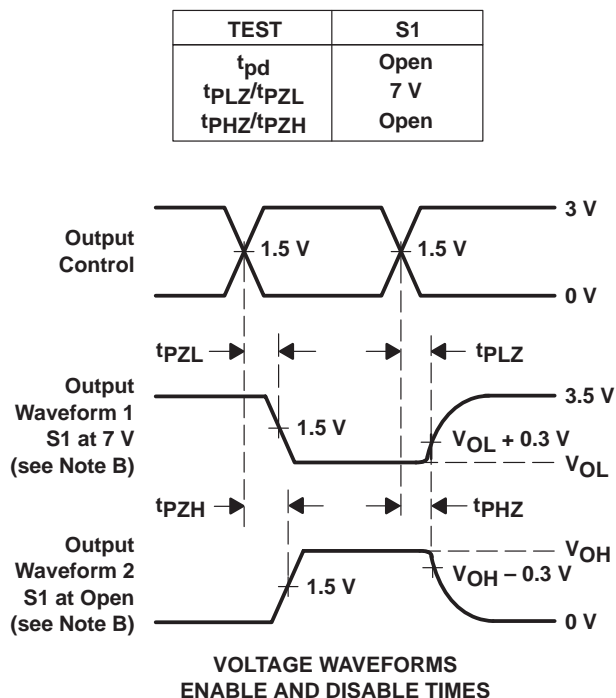 TEST S1
tpd Open
tPLZ/tPZL 7 V
tPHZ/tPZH Open
3 V
Output
Control
1.5 V 1.5 V
0 V
tPZL tPLZ
Output
Waveform 1
S1 at 7 V
(see Note B)
3.5 V
1.5 V
VOL + 0.3 V
VOL
tPZH tPHZ
Output
Waveform 2
S1 at Open
(see Note B)
VOH
1.5 V
VOH – 0.3 V
0 V
VOLTAGE WAVEFORMS
ENABLE AND DISABLE TIMES